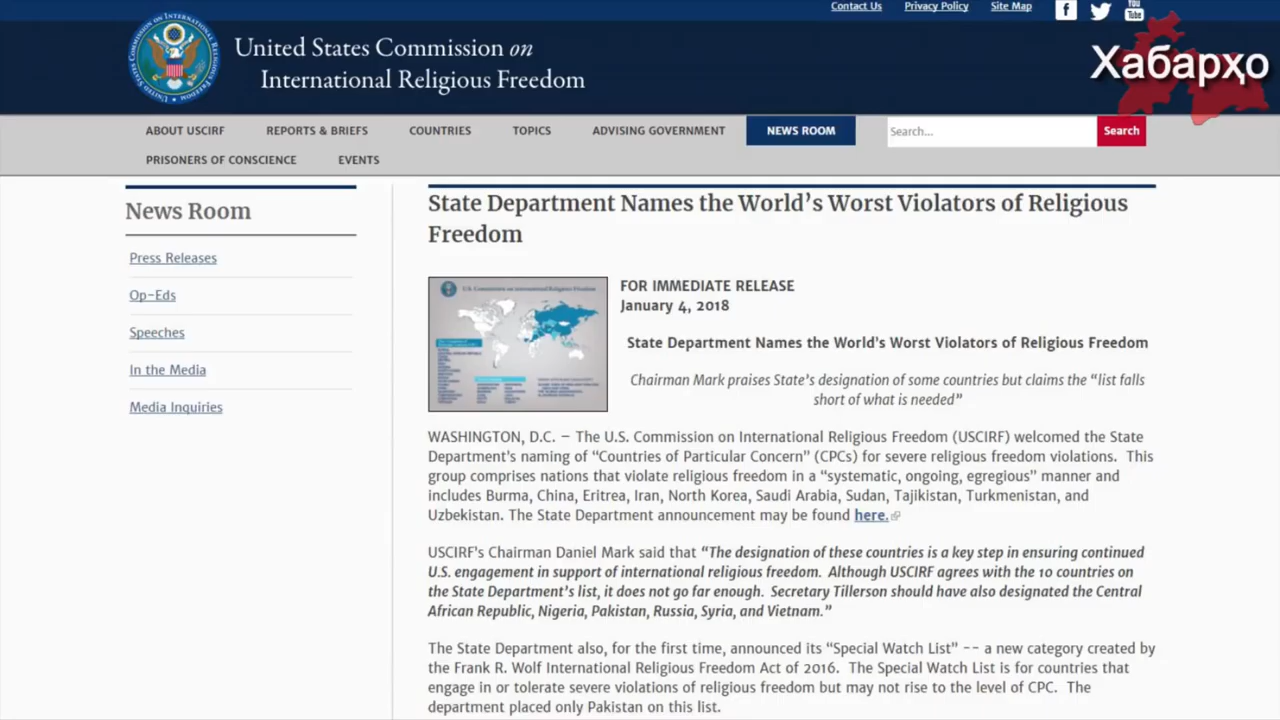 Contact Us Privacy Policy Site Map
You
Tube
United States Commission on
International Religious Freedom
Хабарҳо
ABOUT USCIRF REPORTS & BRIEFS COUNTRIES TOPICS ADVISING GOVERNMENT NEWS ROOM Search... Search
PRISONERS OF CONSCIENCE EVENTS
News Room
Press Releases
Op-Eds
Speeches
In the Media
Media Inquiries
State Department Names the World’s Worst Violators of Religious
Freedom
U.S. Commission on International Religious Freedom
FOR IMMEDIATE RELEASE
January 4, 2018
State Department Names the World's Worst Violators of Religious Freedom
Chairman Mark praises State’s designation of some countries but claims the “list falls
short of what is needed”
WASHINGTON, D.C. – The U.S. Commission on International Religious Freedom (USCIRF) welcomed the State
Department’s naming of “Countries of Particular Concern” (CPCs) for severe religious freedom violations. This
group comprises nations that violate religious freedom in a “systematic, ongoing, egregious” manner and
includes Burma, China, Eritrea, Iran, North Korea, Saudi Arabia, Sudan, Tajikistan, Turkmenistan, and
Uzbekistan. The State Department announcement may be found here.
USCIRF's Chairman Daniel Mark said that “The designation of these countries is a key step in ensuring continued
U.S. engagement in support of international religious freedom. Although USCIRF agrees with the 10 countries on
the State’s list, it does not go far enough. Secretary Tillerson should have also designated the Central
African Republic, Nigeria, Pakistan, Russia, Syria, and Vietnam.”
The State Department also, for the first time, announced its “Special Watch List” -- a new category created by
the Frank R. Wolf International Religious Freedom Act of 2016. The Special Watch List is for countries that
engage in or tolerate severe violations of religious freedom but may not rise to the level of CPC. The
department placed only Pakistan on this list.